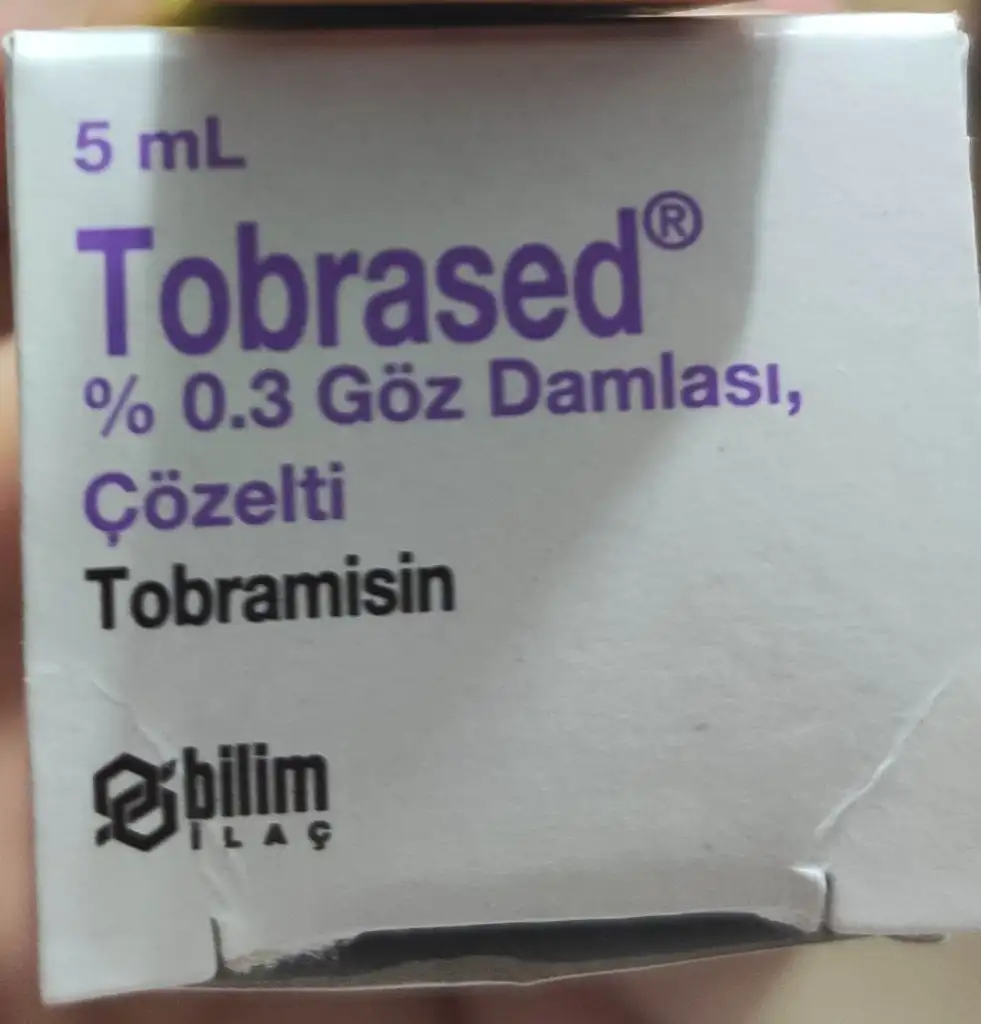 5 mL
Tobrased®
% 0.3 Göz Damlası,
Çözelti
Tobramisin
bilim
İLAÇ